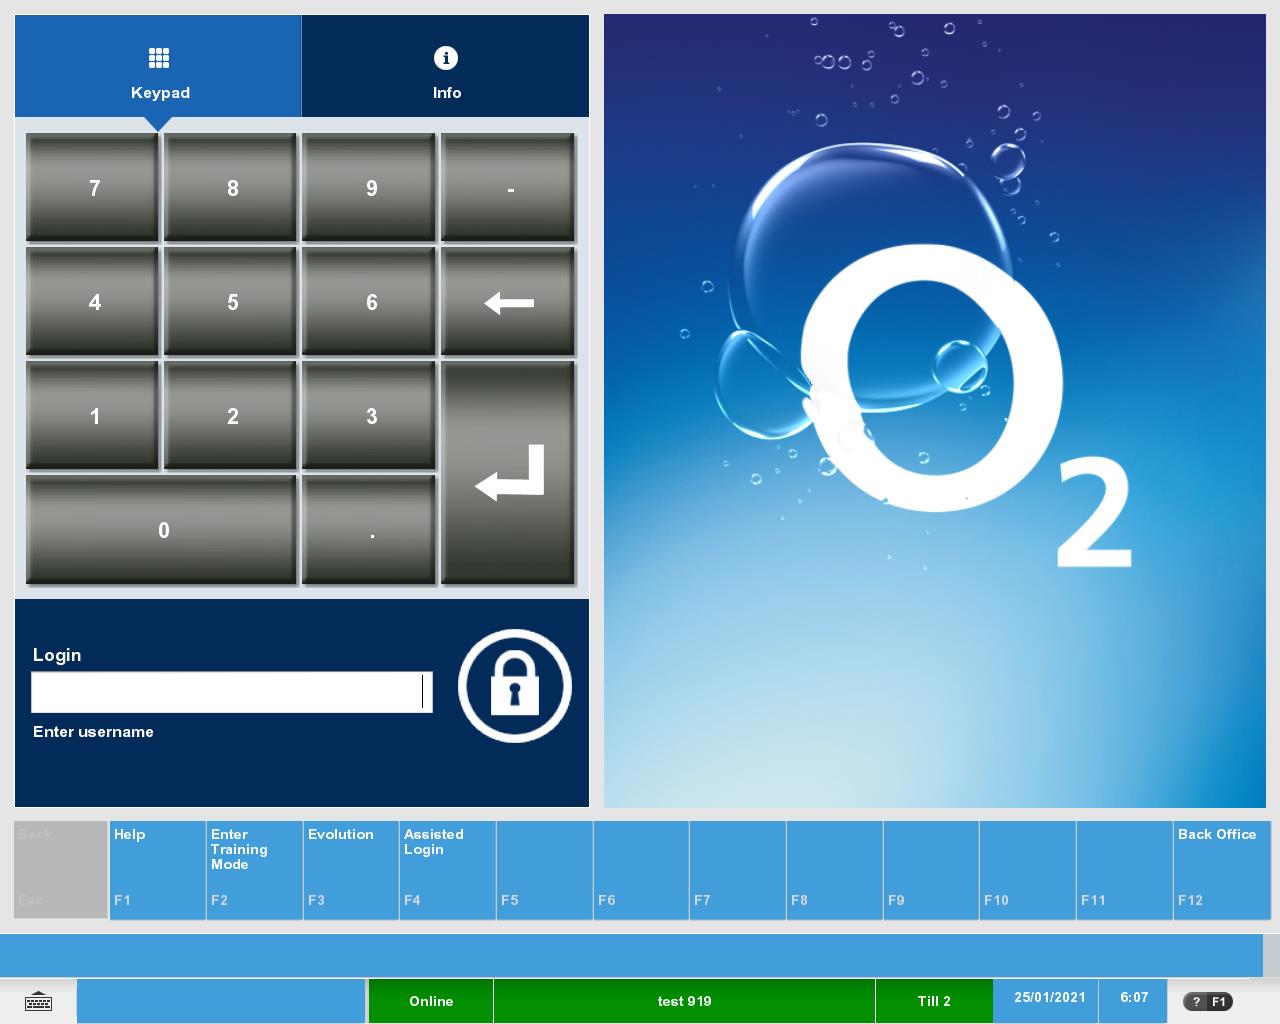 Keypad
Info
7 8 9 -
4 5 6
1 2 3
0 .
Login
Enter username
O2
Back
Esc
Help
F1
Enter
Training
Mode
F2
Evolution
F3
Assisted
Login
F4
F5
F6
F7
F8
F9
F10
F11
Back Office
F12
Online
test 919
Till 2
25/01/2021
6:07
? F1